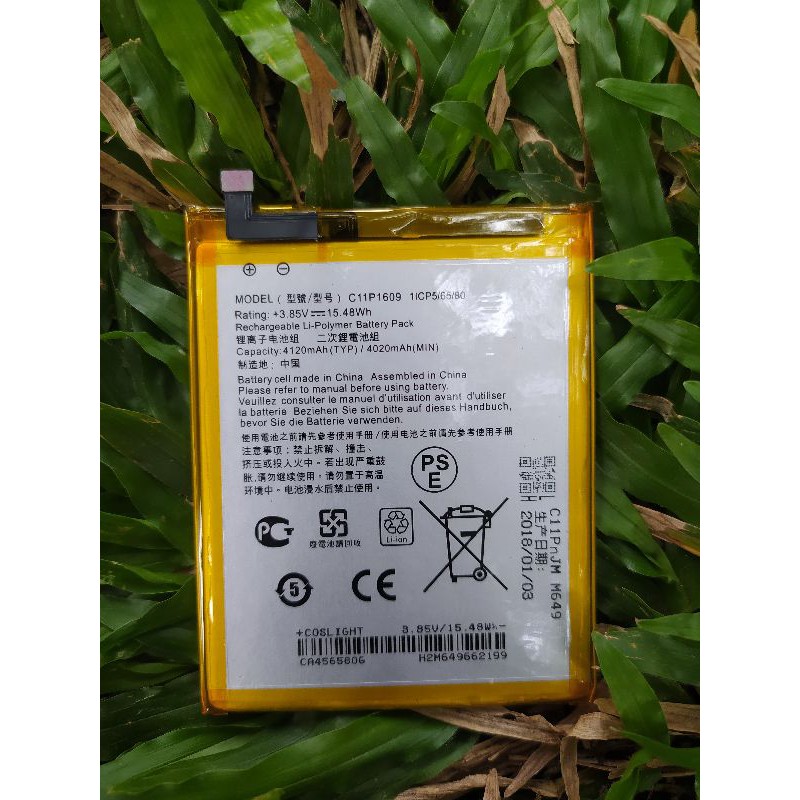 + −
MODEL ( 型號/型号 ) C11P1609 1ICP5/65/80
Rating: +3.85V⎓15.48Wh
Rechargeable Li-Polymer Battery Pack
锂离子电池组 二次鋰電池組
Capacity:4120mAh(TYP) / 4020mAh(MIN)
制造地: 中国
Battery cell made in China Assembled in China
Please refer to manual before using battery.
Veuillez consulter le manuel d'utilisation avant d'utiliser
la batterie Beziehen Sie sich bitte auf dieses Handbuch,
bevor Sie die Batterie benutzen
使用電池之前請先參考使用手册 / 使用电池之前请先参考使用手册
注意事项: 禁止拆解、撞击、
挤压或投入火中。若出或严重鼓
胀,请勿继续使用。请勿置于高温
环境中。电池浸水后禁止使用!
PS
E
PC
廢電池請回收
Li-ion
5
CE
C11PnJM M649
生产日期:
2018/01/03
+COSLIGHT 3.85V/15.48Wh-
CA456580G H2M649662199